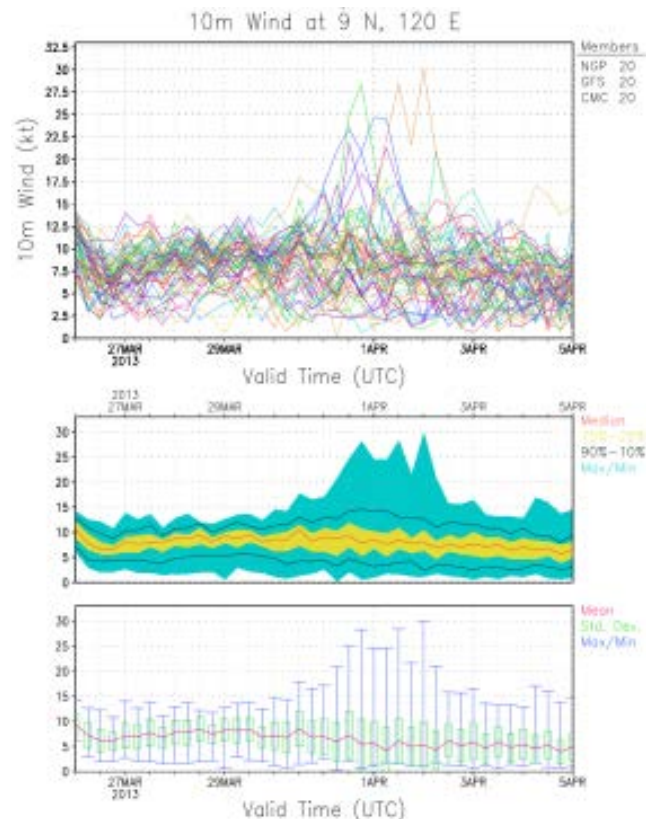 10m Wind at 9 N, 120 E
Members
NGP 20
GFS 20
CMC 20
10m Wind (kt)
32.5
30
27.5
25
22.5
20
17.5
15
12.5
10
7.5
5
2.5
0
27MAR 29MAR 1APR 3APR 5APR
2013
Valid Time (UTC)
2013
27MAR 29MAR 1APR 3APR 5APR
Median
75%-25%
90%-10%
Max/Min
30
25
20
15
10
5
0
Mean
Std. Dev.
Max/Min
30
25
20
15
10
5
0
27MAR 29MAR 1APR 3APR 5APR
2013
Valid Time (UTC)